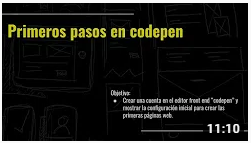 Primeros pasos en codepen
Objetivo:
● Crear una cuenta en el editor front end "codepen" y
mostrar la configuración inicial para crear las
primeras páginas web.
11:10